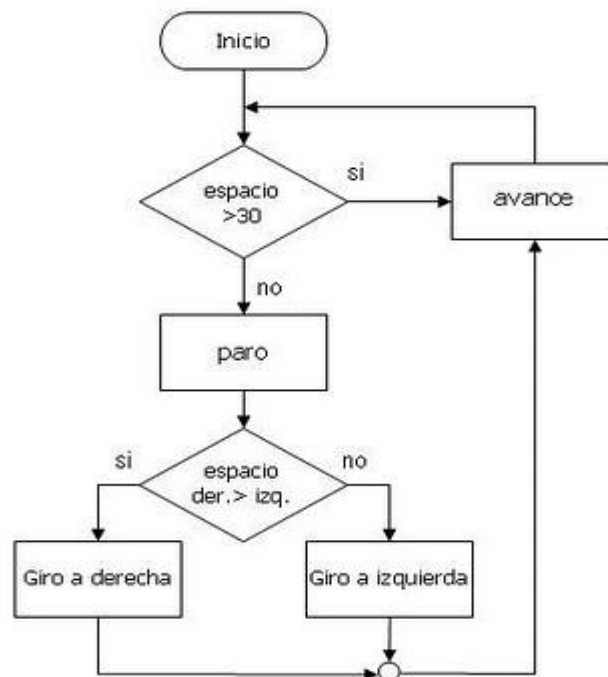 Inicio
espacio
>30
si
avance
no
paro
si
espacio
der.> izq.
no
Giro a derecha
Giro a izquierda